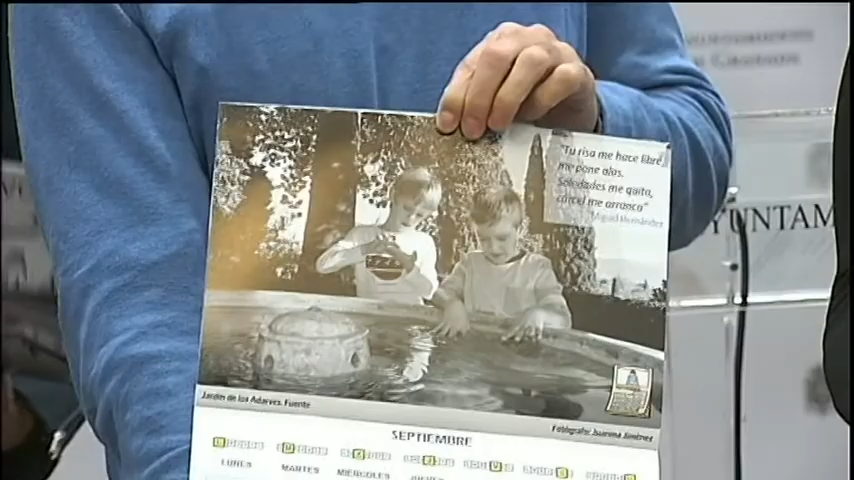 "Tu risa me hace libre,
me pone alas.
Soledades me quita,
cárcel me arranca"
Miguel Hernández
YUNTAM
Jardín de los Adarves. Fuente
Fotógrafo: Juanma Jiménez
SEPTIEMBRE
LUNES
MARTES
MIÉRCOLES
JUEVES